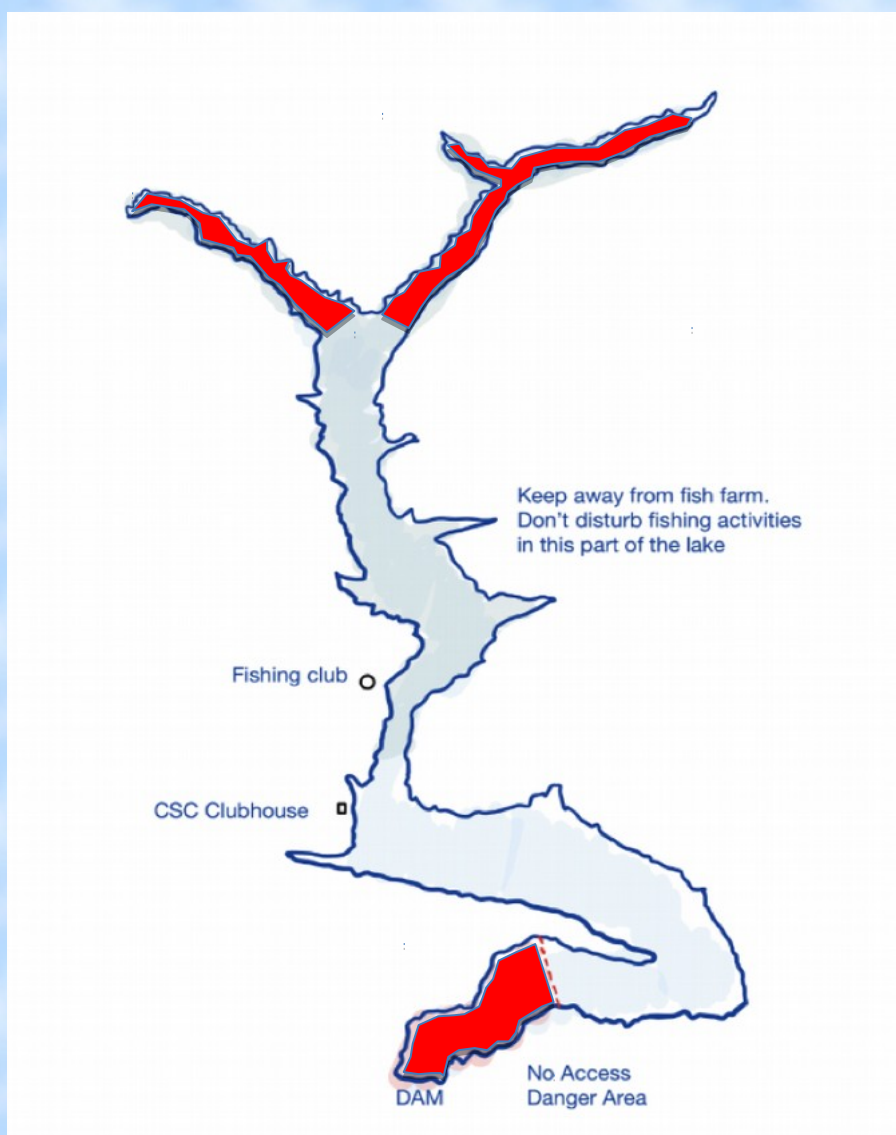 Keep away from fish farm.
Don't disturb fishing activities
in this part of the lake
Fishing club
CSC Clubhouse
No Access
Danger Area
DAM